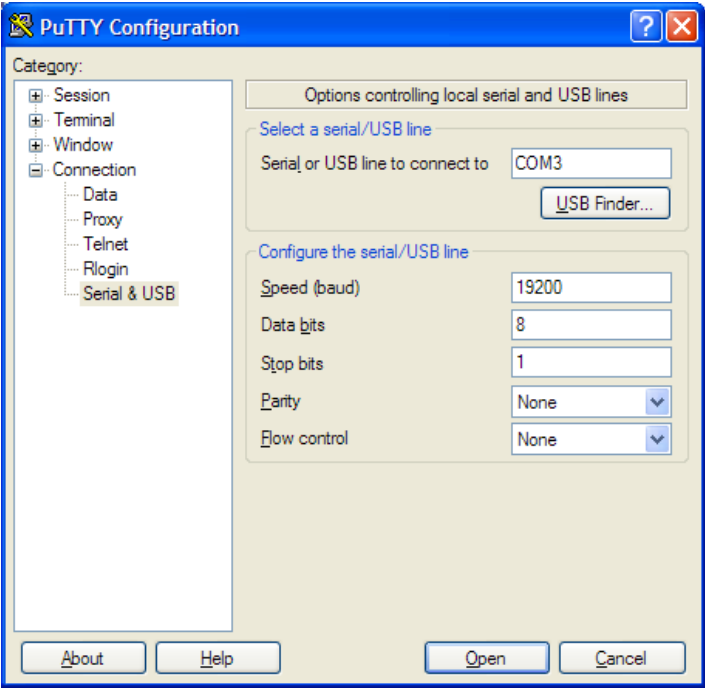 PuTTY Configuration
Category:
Session
Terminal
Window
Connection
Data
Proxy
Telnet
Rlogin
Serial & USB
Options controlling local serial and USB lines
Select a serial/USB line
Serial or USB line to connect to COM3
USB Finder...
Configure the serial/USB line
Speed (baud) 19200
Data bits 8
Stop bits 1
Parity None
Flow control None
About Help Open Cancel